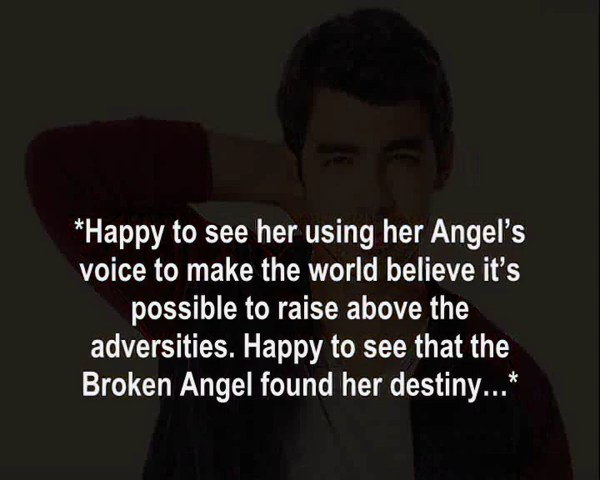 *Happy to see her using her Angel’s
voice to make the world believe it’s
possible to raise above the
adversities. Happy to see that the
Broken Angel found her destiny…*